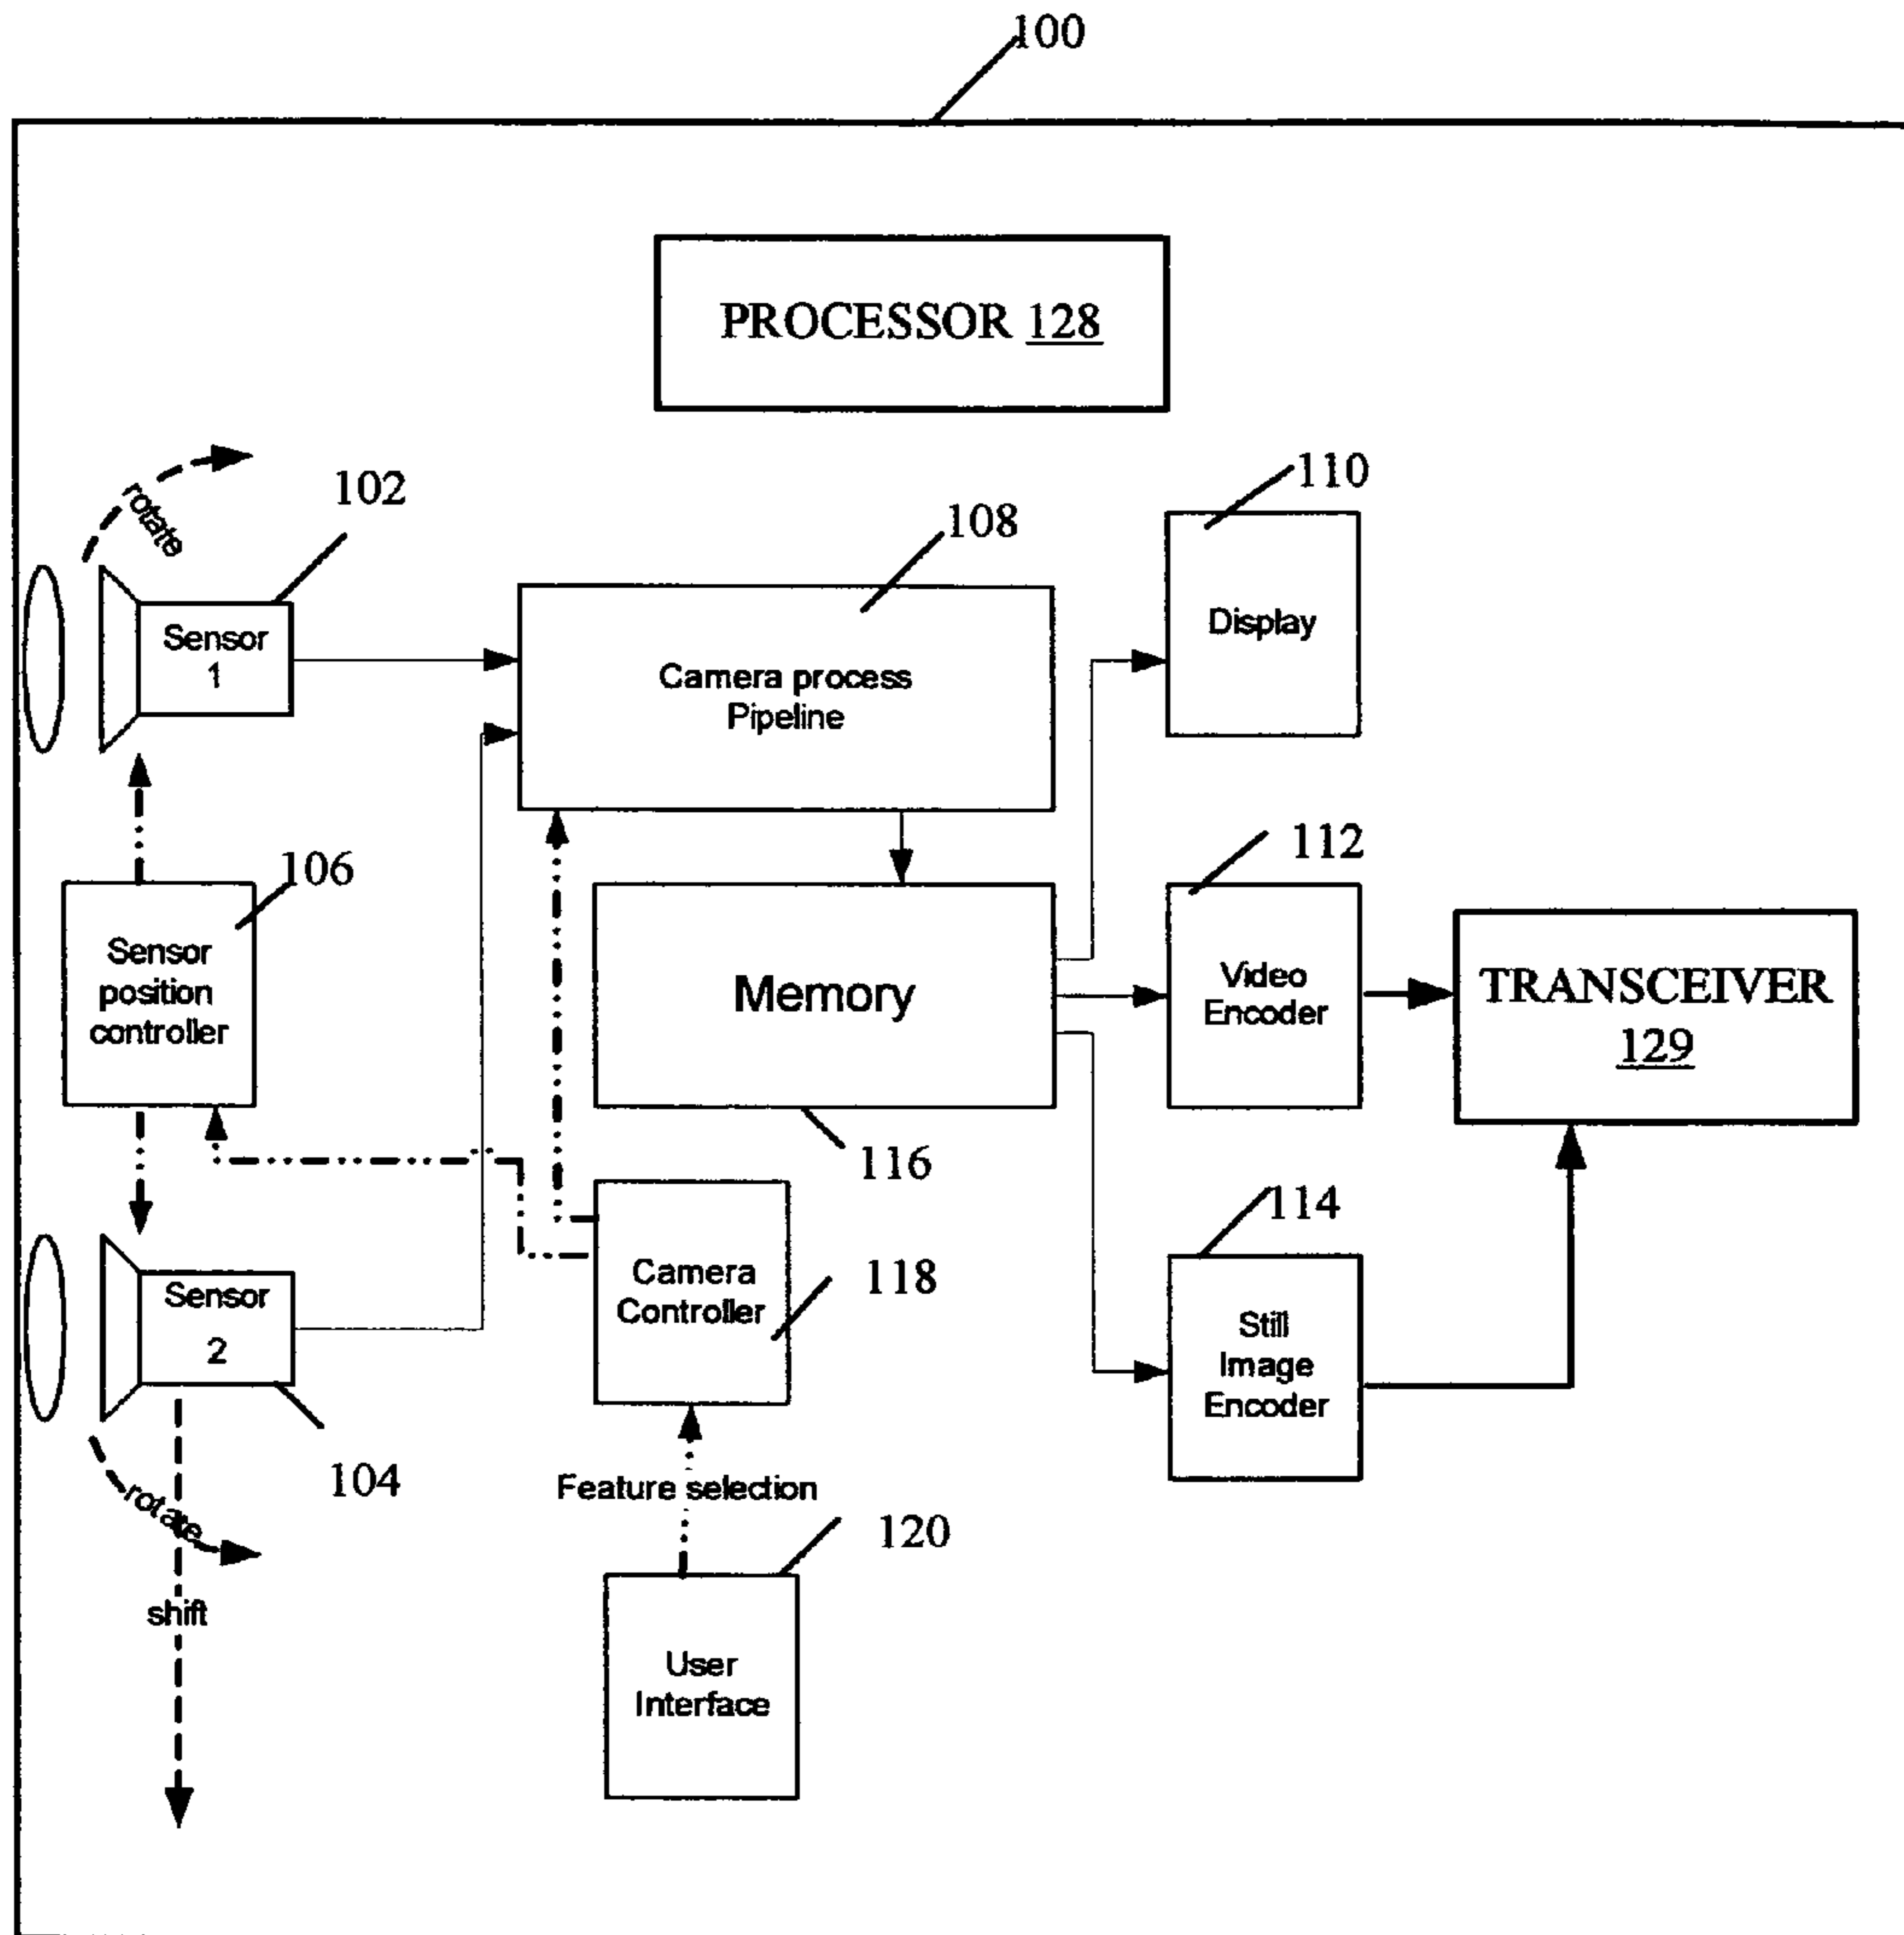 100
PROCESSOR 128
rotate
102
108
110
Sensor
1
Camera process
Pipeline
Display
106
112
Sensor
position
controller
Memory
Video
Encoder
TRANSCEIVER
129
116
114
Sensor
2
Camera
Controller
118
Still
Image
Encoder
104
rotate
Feature selection
120
shift
User
Interface